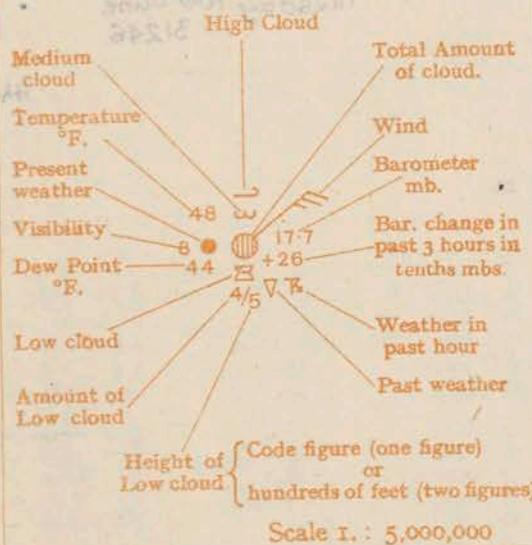 31246
High Cloud
Medium
cloud
Total Amount
of cloud.
Temperature
°F.
Wind
Present
weather
Barometer
mb.
48
17.7
Visibility
8
+26
Bar. change in
past 3 hours in
tenths mbs.
Dew Point
°F.
44
4/5
Low cloud
Weather in
past hour
Amount of
Low cloud
Past weather
Height of
Low cloud
Code figure (one figure)
or
hundreds of feet (two figures)
Scale 1. : 5,000,000